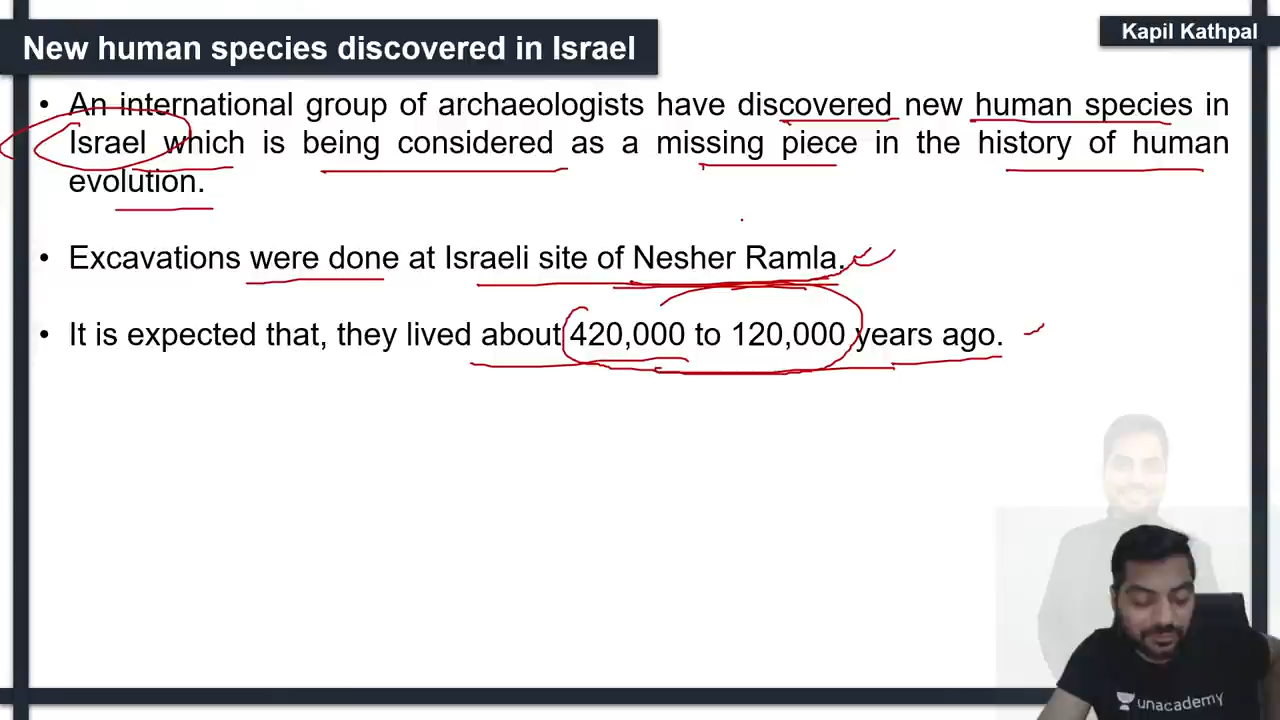 New human species discovered in Israel
Kapil Kathpal
• An international group of archaeologists have discovered new human species in
Israel which is being considered as a missing piece in the history of human
evolution.
• Excavations were done at Israeli site of Nesher Ramla.
• It is expected that, they lived about 420,000 to 120,000 years ago.
unacademy